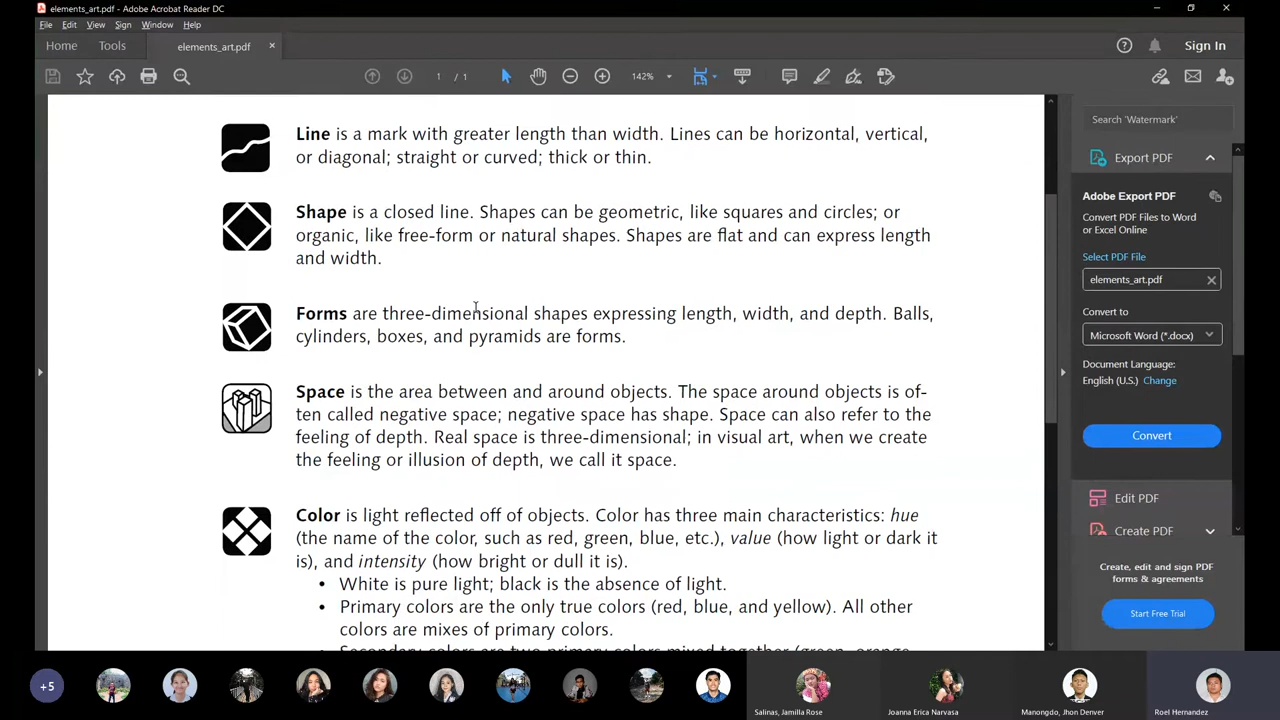 elements_art.pdf - Adobe Acrobat Reader DC
File Edit View Sign Window Help
Home Tools elements_art.pdf × Sign In
1 / 1 142%
Line is a mark with greater length than width. Lines can be horizontal, vertical,
or diagonal; straight or curved; thick or thin.
Shape is a closed line. Shapes can be geometric, like squares and circles; or
organic, like free-form or natural shapes. Shapes are flat and can express length
and width.
Forms are three-dimensional shapes expressing length, width, and depth. Balls,
cylinders, boxes, and pyramids are forms.
Space is the area between and around objects. The space around objects is of-
ten called negative space; negative space has shape. Space can also refer to the
feeling of depth. Real space is three-dimensional; in visual art, when we create
the feeling or illusion of depth, we call it space.
Color is light reflected off of objects. Color has three main characteristics: hue
(the name of the color, such as red, green, blue, etc.), value (how light or dark it
is), and intensity (how bright or dull it is).
• White is pure light; black is the absence of light.
• Primary colors are the only true colors (red, blue, and yellow). All other
colors are mixes of primary colors.
Secondary colors are two primary colors mixed together (green, orange,
Search 'Watermark'
Export PDF
Adobe Export PDF
Convert PDF Files to Word
or Excel Online
Select PDF File
elements_art.pdf
Convert to
Microsoft Word (*.docx)
Document Language:
English (U.S.) Change
Convert
Edit PDF
Create PDF
Create, edit and sign PDF
forms & agreements
Start Free Trial
+5
Salinas, Jamilla Rose
Joanna Erica Narvasa
Manongdo, Jhon Denver
Roel Hernandez